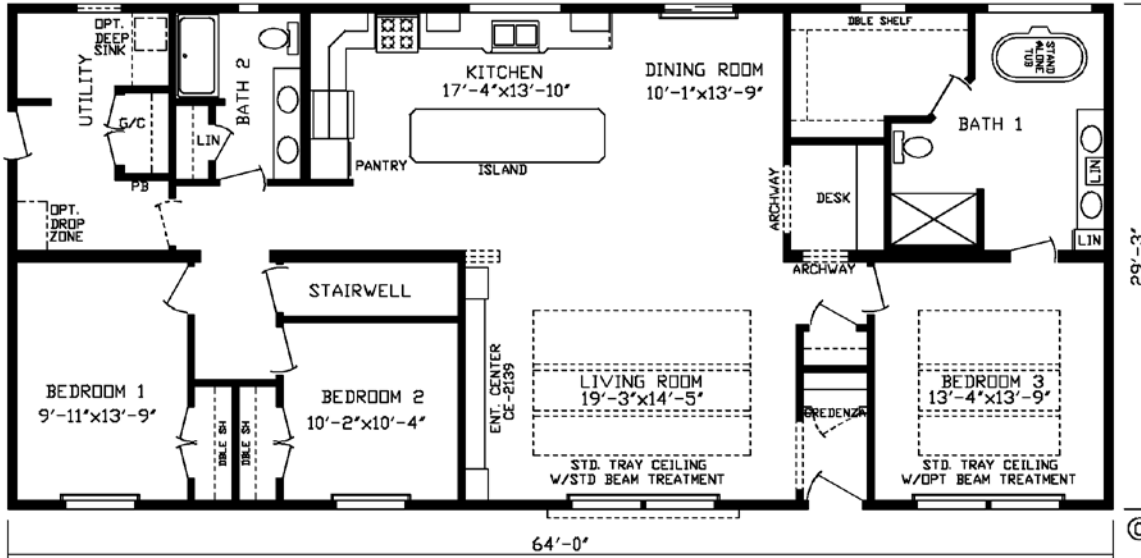 OPT.
DEEP
SINK
UTILITY
G/C
PB
OPT.
DROP
ZONE
BATH 2
LIN
KITCHEN
17'-4"x13'-10"
PANTRY
ISLAND
DINING ROOM
10'-1"x13'-9"
DBLE SHELF
STAND
ALONE
TUB
BATH 1
LIN
LIN
DESK
ARCHWAY
ARCHWAY
29'-3"
STAIRWELL
BEDROOM 1
9'-11"x13'-9"
DBLE SH
DBLE SH
BEDROOM 2
10'-2"x10'-4"
ENT. CENTER
CE-2139
LIVING ROOM
19'-3"x14'-5"
STD. TRAY CEILING
W/STD BEAM TREATMENT
CREDENZA
BEDROOM 3
13'-4"x13'-9"
STD. TRAY CEILING
W/OPT BEAM TREATMENT
©
64'-0"